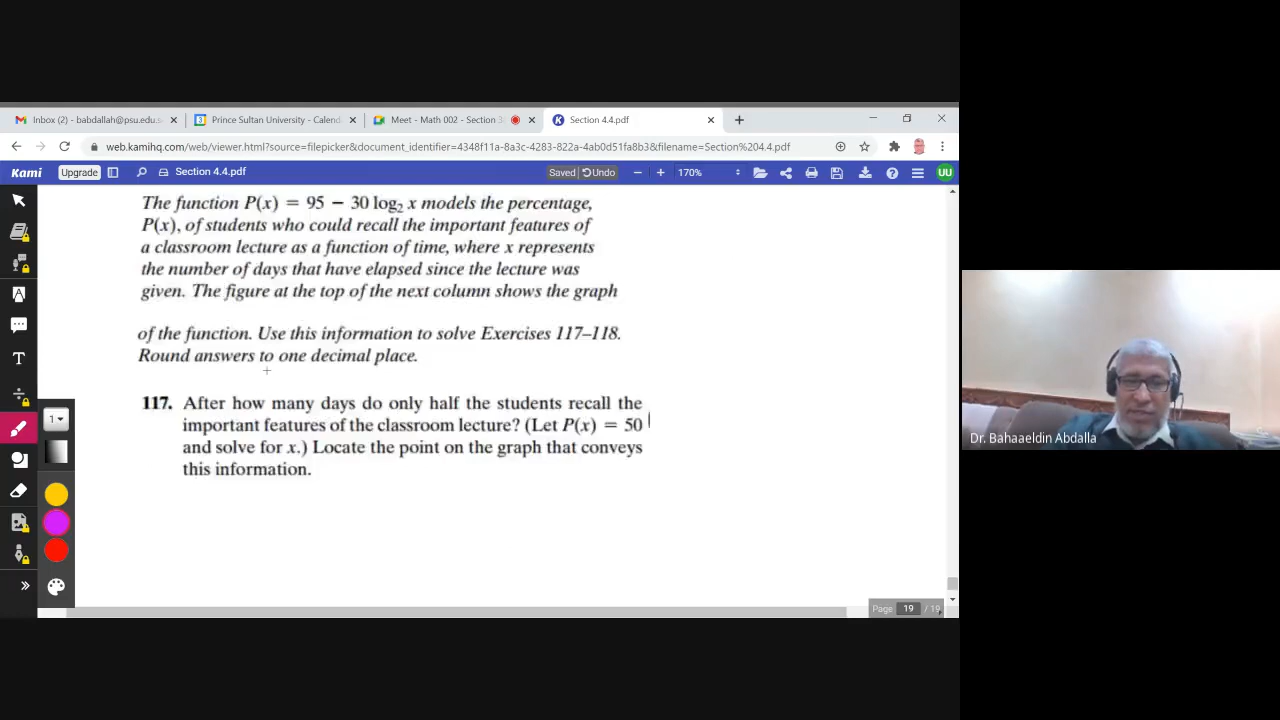 Inbox (2) - babdallah@psu.edu.s
Prince Sultan University - Calend
Meet - Math 002 - Section 3
Section 4.4.pdf
web.kamihq.com/web/viewer.html?source=filepicker&document_identifier=4348f11a-8a3c-4283-822a-4ab0d51fa8b3&filename=Section%204.4.pdf
Kami Upgrade Section 4.4.pdf Saved Undo 170% UU
The function P(x) = 95 − 30 log₂ x models the percentage,
P(x), of students who could recall the important features of
a classroom lecture as a function of time, where x represents
the number of days that have elapsed since the lecture was
given. The figure at the top of the next column shows the graph
of the function. Use this information to solve Exercises 117–118.
Round answers to one decimal place.
117. After how many days do only half the students recall the
important features of the classroom lecture? (Let P(x) = 50
and solve for x.) Locate the point on the graph that conveys
this information.
1
Page 19 / 19
Dr. Bahaaeldin Abdalla